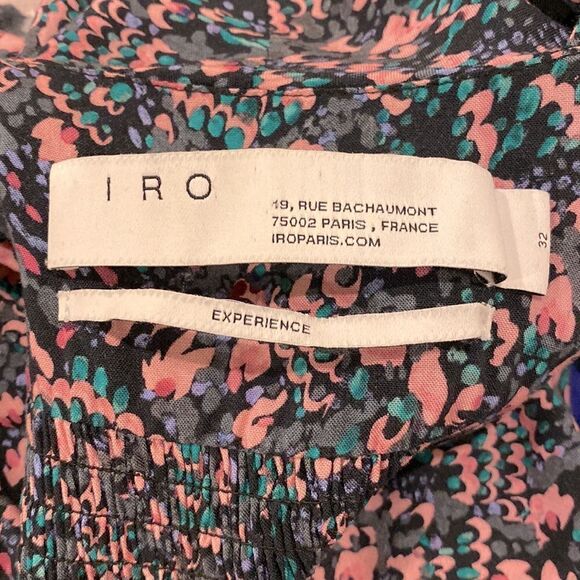 IRO
19, RUE BACHAUMONT
75002 PARIS , FRANCE
IROPARIS.COM
32
EXPERIENCE